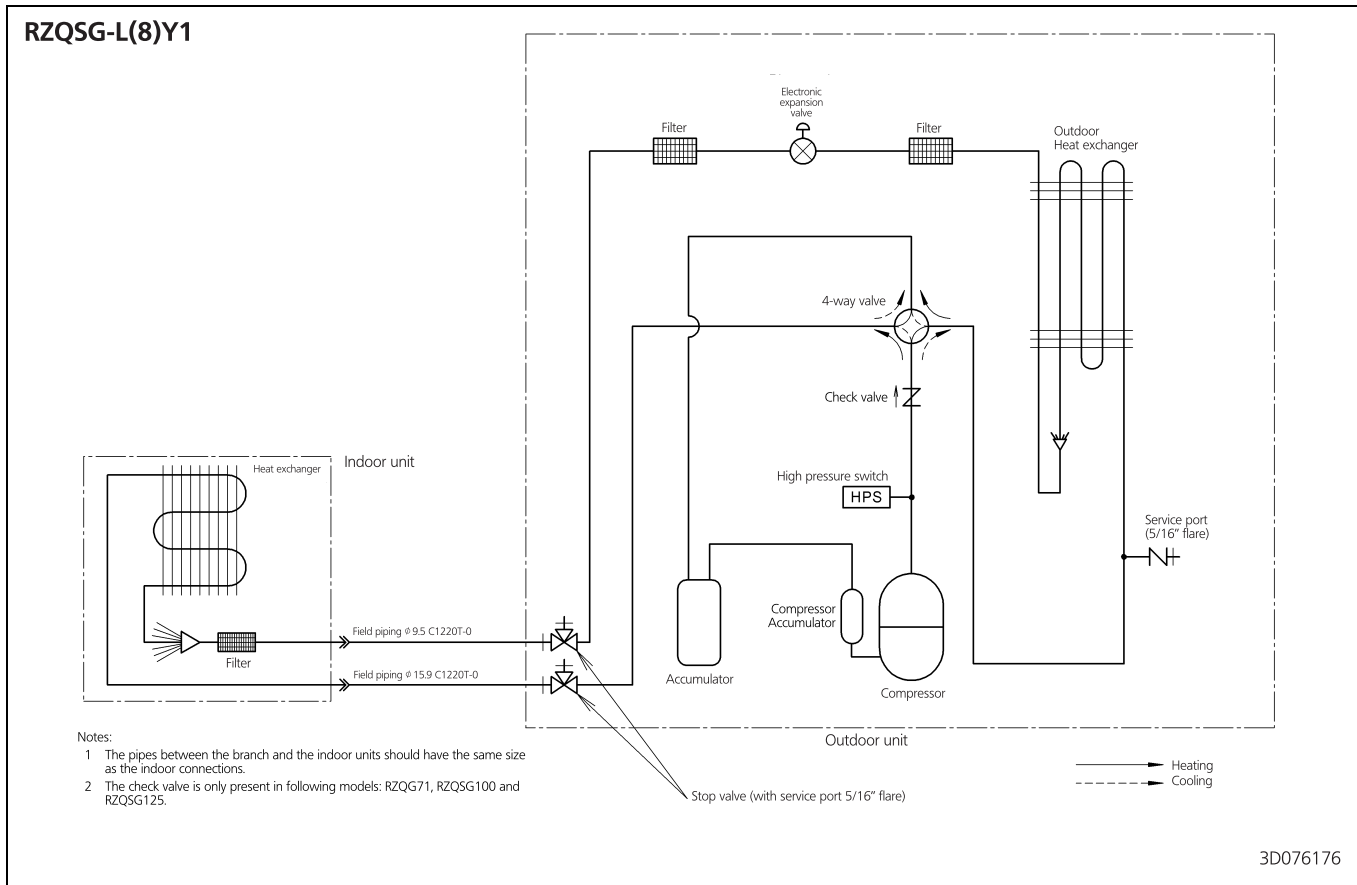 RZQSG-L(8)Y1
Electronic
expansion
valve
Filter
Filter
Outdoor
Heat exchanger
4-way valve
Check valve
High pressure switch
HPS
Service port
(5/16" flare)
Compressor
Accumulator
Accumulator
Compressor
Outdoor unit
Indoor unit
Heat exchanger
Filter
Field piping ϕ 9.5 C1220T-0
Field piping ϕ 15.9 C1220T-0
Stop valve (with service port 5/16" flare)
Notes:
1 The pipes between the branch and the indoor units should have the same size
as the indoor connections.
2 The check valve is only present in following models: RZQG71, RZQSG100 and
RZQSG125.
Heating
Cooling
3D076176